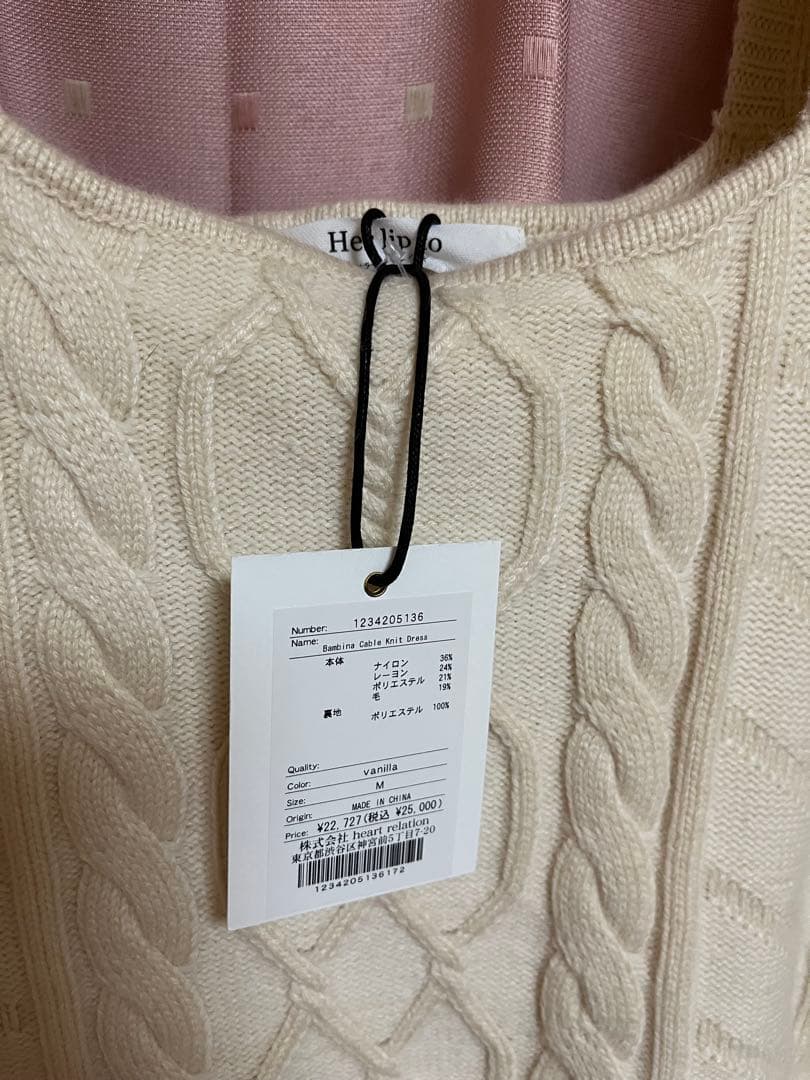 Her lip to
Number: 1234205136
Name: Bambina Cable Knit Dress
本体 ナイロン 36%
レーヨン 24%
ポリエステル 21%
毛 19%
裏地 ポリエステル 100%
Quality:
Color: vanilla
Size: M
Origin: MADE IN CHINA
Price: ¥22,727(税込 ¥25,000)
株式会社 heart relation
東京都渋谷区神宮前5丁目7-20
1234205136172